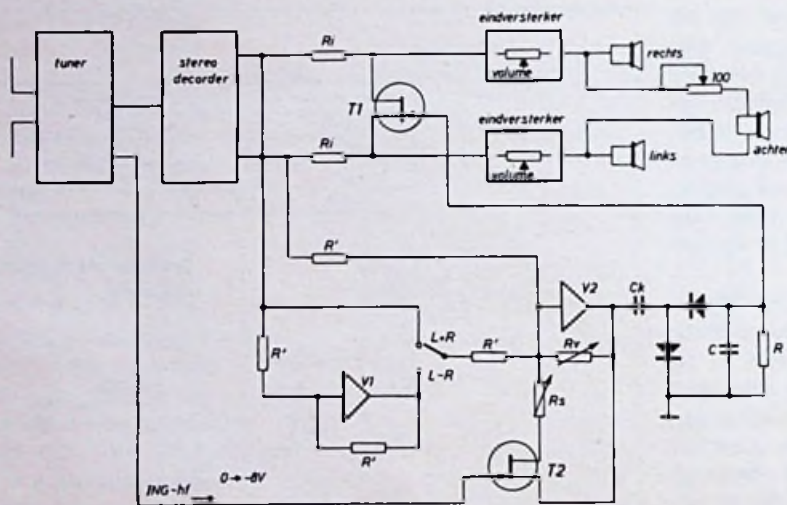 eindversterker
tuner
stereo
decorder
Ri
rechts
volume
100
T1
eindversterker
achter
Ri
links
volume
R'
V2
Ck
L+R
R'
R'
Rv
C
R
L-R
V1
Rs
R'
T2
ING-hf
0 → -8V